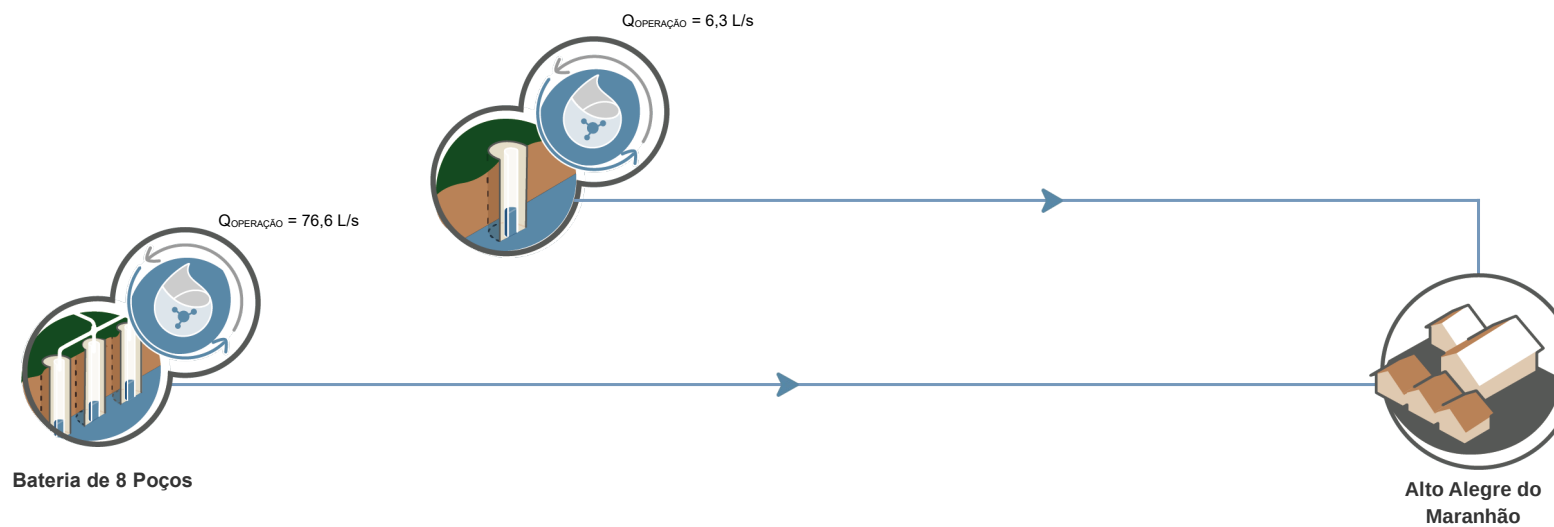 QOPERAÇÃO = 6,3 L/s
QOPERAÇÃO = 76,6 L/s
Bateria de 8 Poços
Alto Alegre do
Maranhão